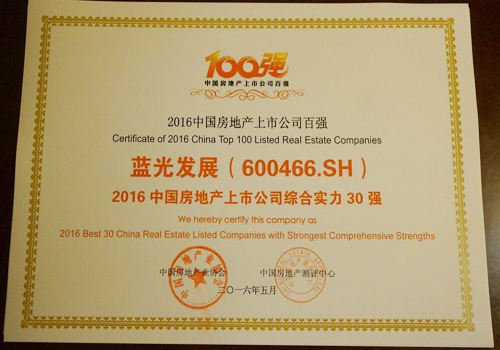 100强
中国房地产上市公司百强
2016中国房地产上市公司百强
Certificate of 2016 China Top 100 Listed Real Estate Companies
蓝光发展（600466.SH）
2016 中国房地产上市公司综合实力 30 强
We hereby certify this company as
2016 Best 30 China Real Estate Listed Companies with Strongest Comprehensive Strengths
中国房地产业协会 中国房地产测评中心
二〇一六年五月